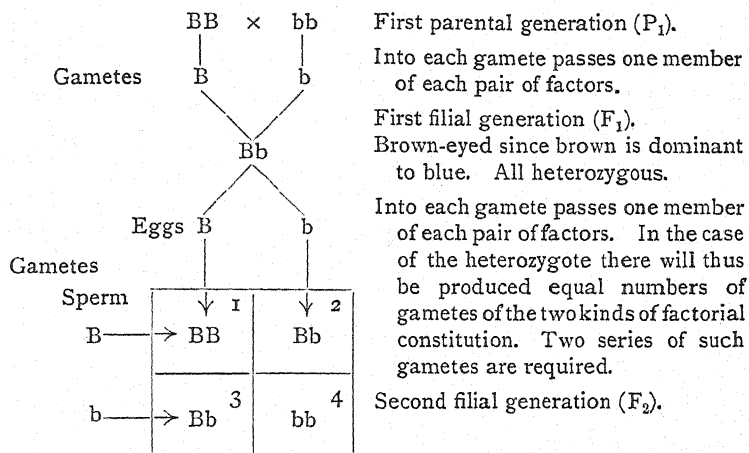 BB × bb First parental generation (P1).
Into each gamete passes one member
Gametes B b of each pair of factors.
First filial generation (F1).
Bb Brown-eyed since brown is dominant
to blue. All heterozygous.
Into each gamete passes one member
Eggs B b of each pair of factors. In the case
Gametes of the heterozygote there will thus
Sperm be produced equal numbers of
1 2 gametes of the two kinds of factorial
B BB Bb constitution. Two series of such
gametes are required.
3 4 Second filial generation (F2).
b Bb bb